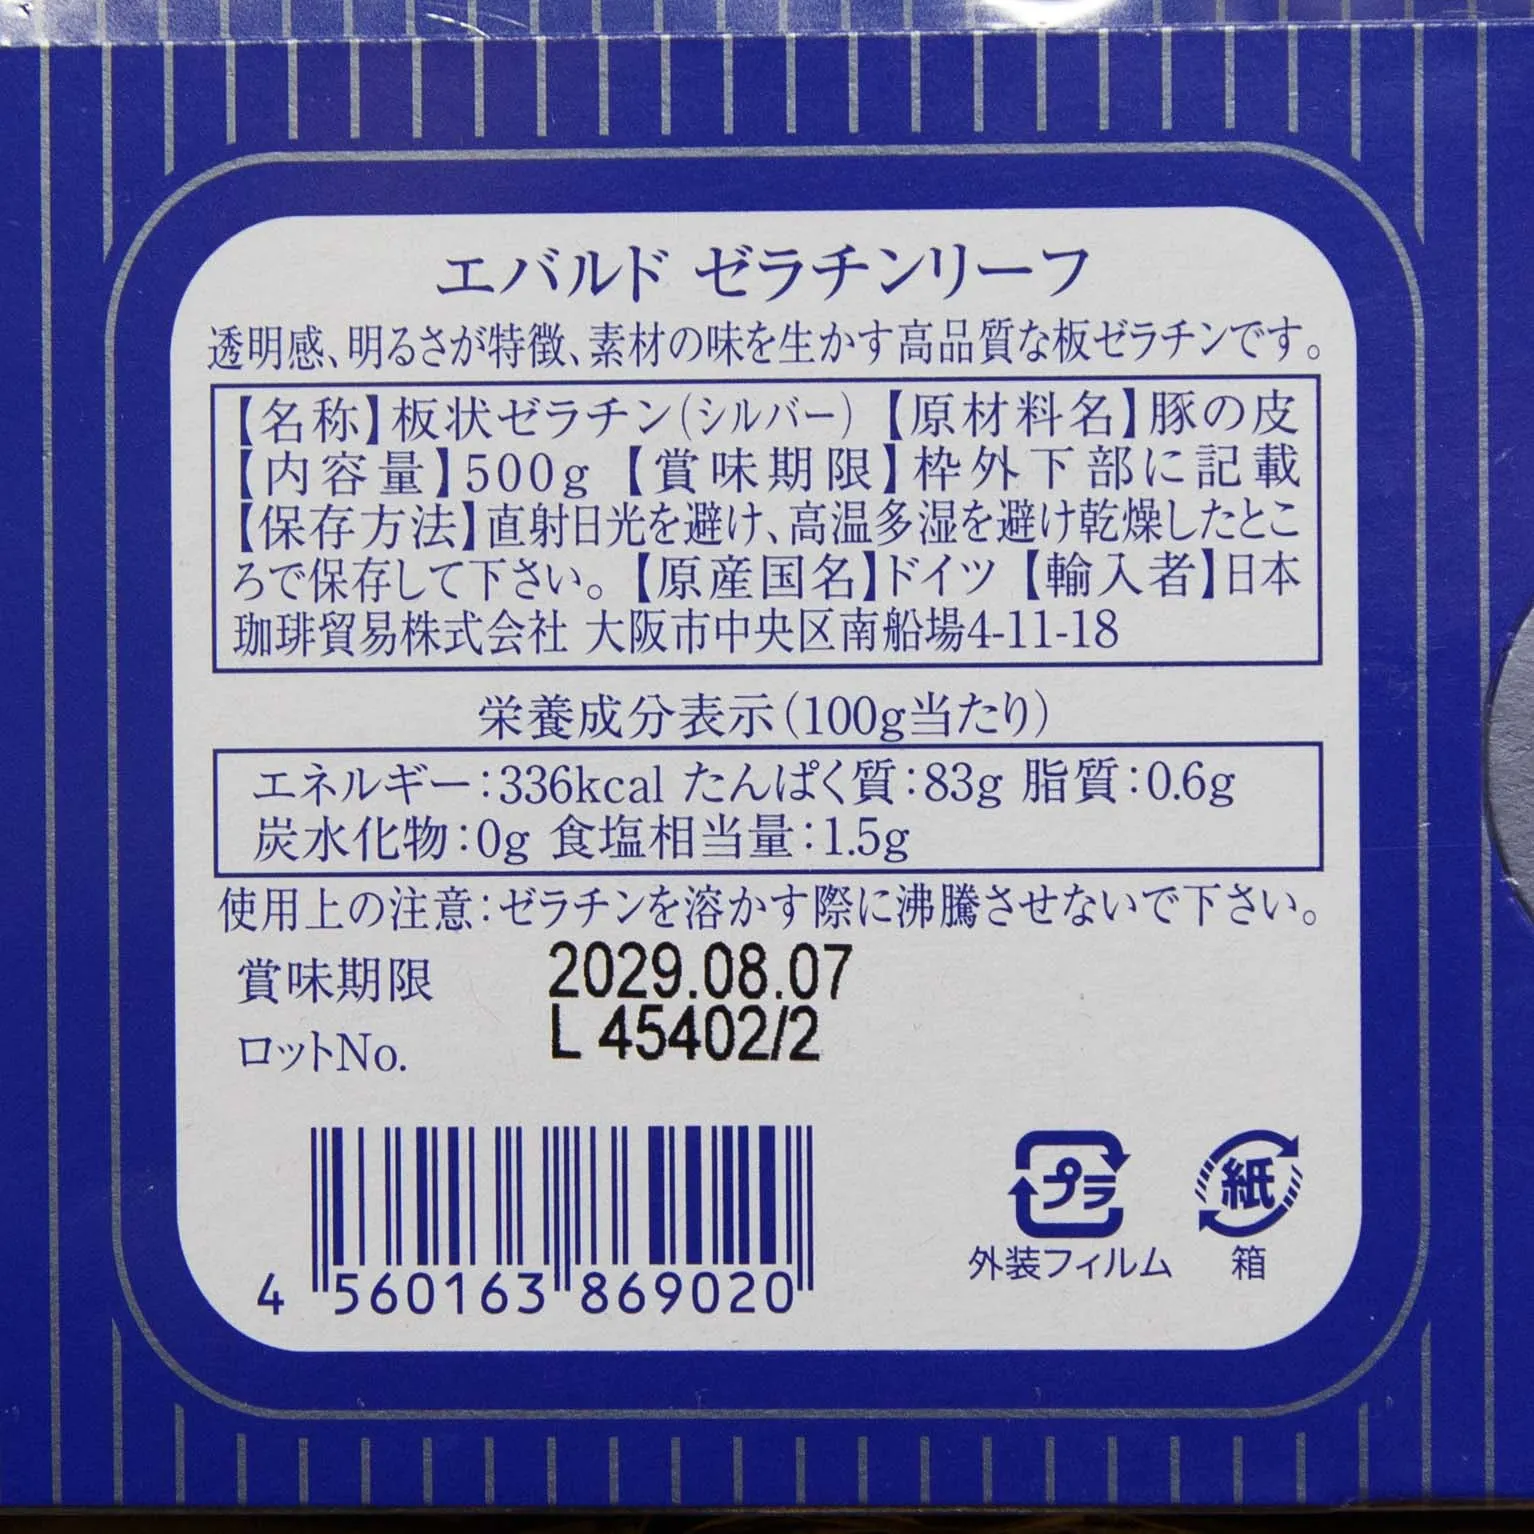 エバルド ゼラチンリーフ
透明感、明るさが特徴、素材の味を生かす高品質な板ゼラチンです。
【名称】板状ゼラチン(シルバー)【原材料名】豚の皮
【内容量】500g【賞味期限】枠外下部に記載
【保存方法】直射日光を避け、高温多湿を避け乾燥したとこ
ろで保存して下さい。【原産国名】ドイツ【輸入者】日本
珈琲貿易株式会社 大阪市中央区南船場4-11-18
栄養成分表示(100g当たり)
エネルギー:336kcal たんぱく質:83g 脂質:0.6g
炭水化物:0g 食塩相当量:1.5g
使用上の注意:ゼラチンを溶かす際に沸騰させないで下さい。
賞味期限 2029.08.07
ロットNo. L 45402/2
プラ 紙
外装フィルム 箱
4 560163 869020